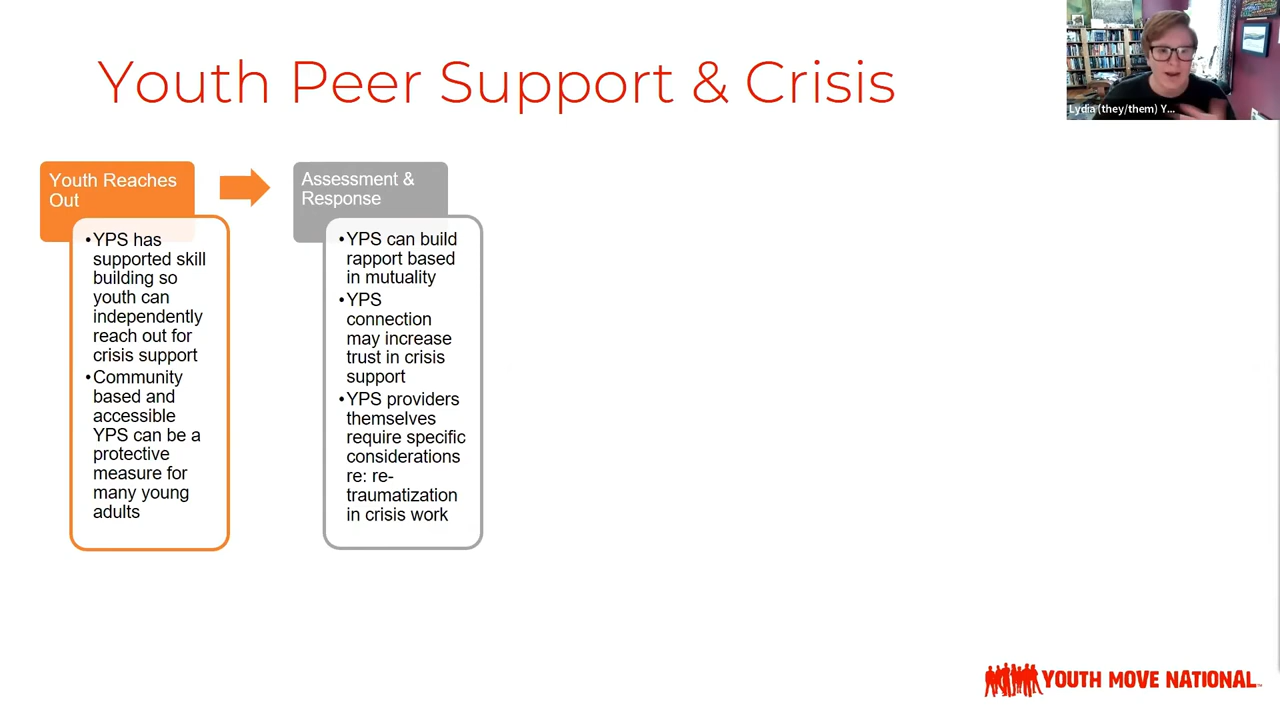 Youth Peer Support & Crisis
Lydia (they/them) Y...
Youth Reaches
Out
•YPS has
supported skill
building so
youth can
independently
reach out for
crisis support
•Community
based and
accessible
YPS can be a
protective
measure for
many young
adults
Assessment &
Response
•YPS can build
rapport based
in mutuality
•YPS
connection
may increase
trust in crisis
support
•YPS providers
themselves
require specific
considerations
re: re-
traumatization
in crisis work
YOUTH MOVE NATIONAL